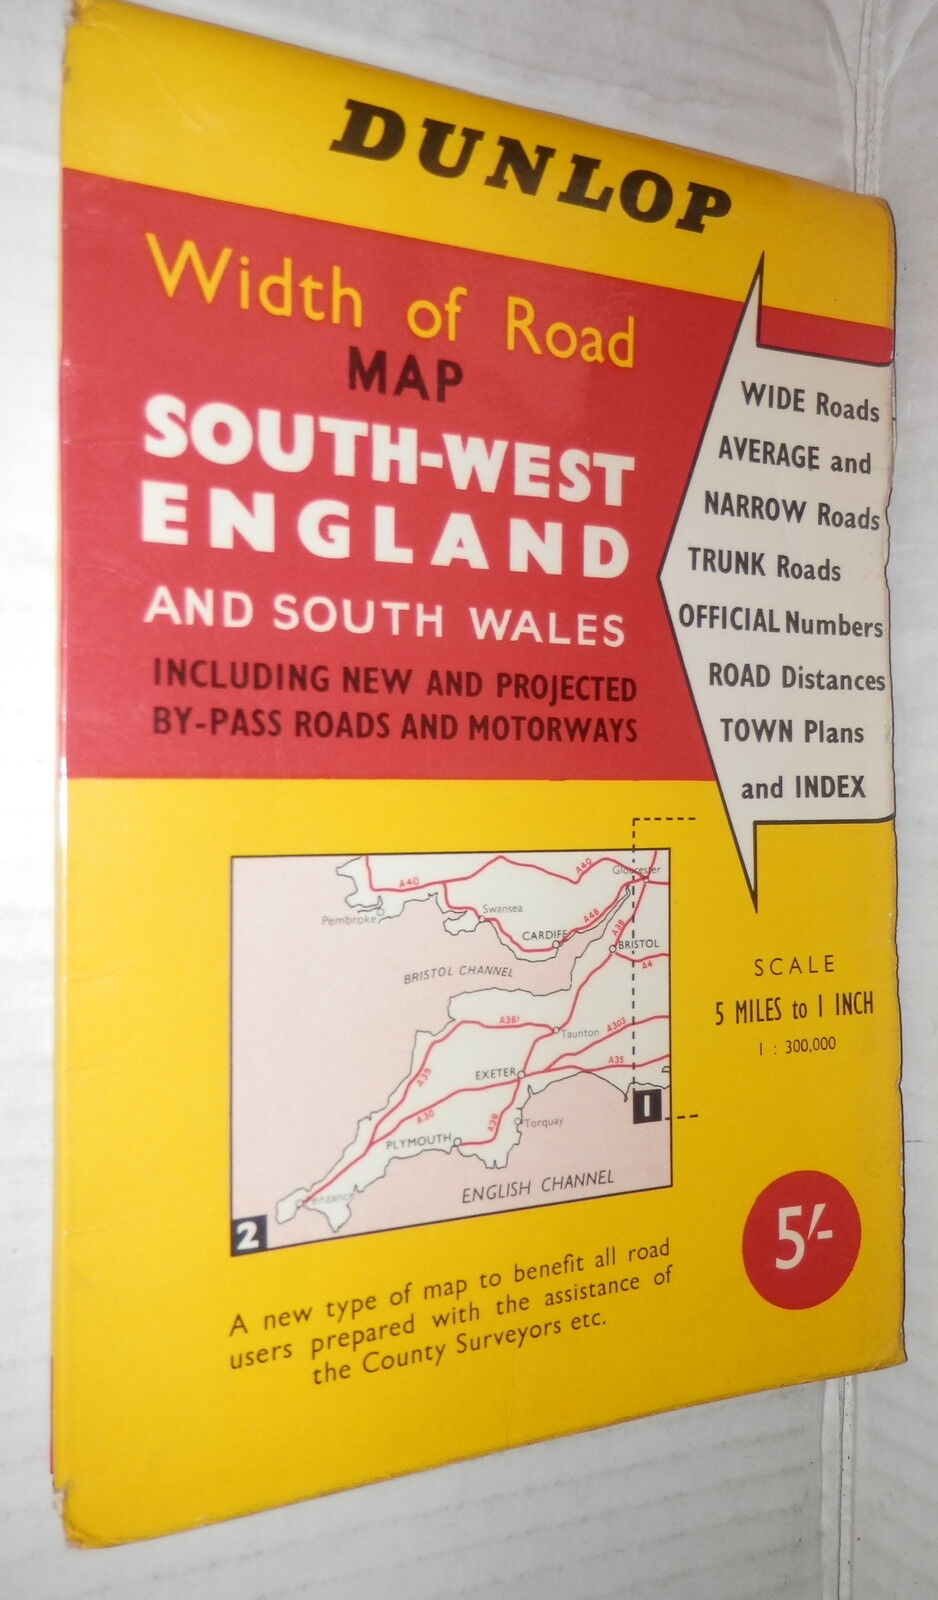 DUNLOP
Width of Road
MAP
SOUTH-WEST
ENGLAND
AND SOUTH WALES
INCLUDING NEW AND PROJECTED
BY-PASS ROADS AND MOTORWAYS
WIDE Roads
AVERAGE and
NARROW Roads
TRUNK Roads
OFFICIAL Numbers
ROAD Distances
TOWN Plans
and INDEX
A40
A40
Gloucester
Pembroke
Swansea
CARDIFF
A48
A38
BRISTOL
A4
BRISTOL CHANNEL
A361
Taunton
A303
A39
EXETER
A35
A30
A38
PLYMOUTH
Torquay
1
Penzance
ENGLISH CHANNEL
2
SCALE
5 MILES to 1 INCH
1 : 300,000
5/-
A new type of map to benefit all road
users prepared with the assistance of
the County Surveyors etc.